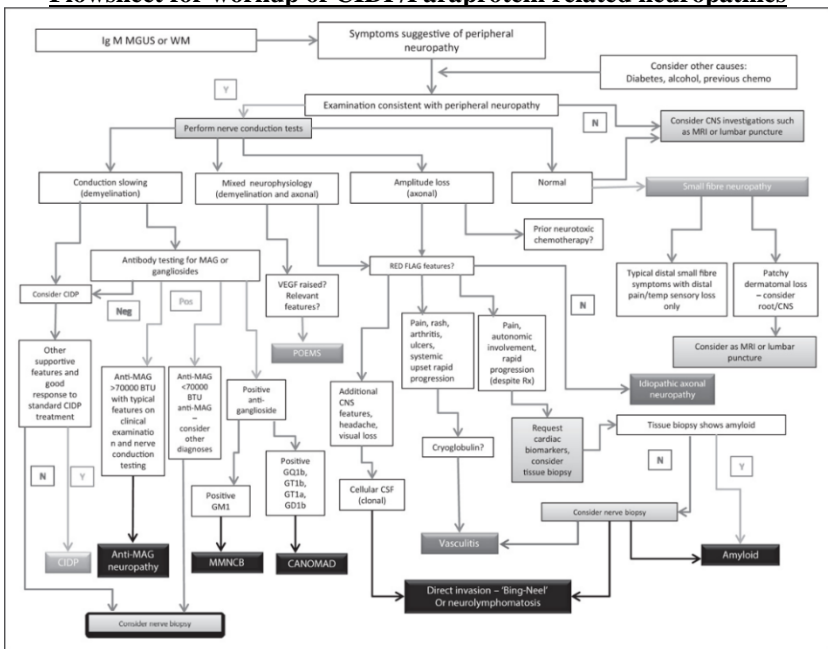 Flowsheet for workup of CIDP/Paraprotein related neuropathies
Ig M MGUS or WM
Symptoms suggestive of peripheral
neuropathy
Consider other causes:
Diabetes, alcohol, previous chemo
Y
Examination consistent with peripheral neuropathy
N
Consider CNS investigations such
as MRI or lumbar puncture
Perform nerve conduction tests
Conduction slowing
(demyelination)
Mixed neurophysiology
(demyelination and axonal)
Amplitude loss
(axonal)
Normal
Small fibre neuropathy
Prior neurotoxic
chemotherapy?
Antibody testing for MAG or
gangliosides
RED FLAG features?
Typical distal small fibre
symptoms with distal
pain/temp sensory loss
only
Patchy
dermatomal loss
– consider
root/CNS
Consider CIDP
Neg
Pos
VEGF raised?
Relevant
features?
N
POEMS
Pain, rash,
arthritis,
ulcers,
systemic
upset rapid
progression
Pain,
autonomic
involvement,
rapid
progression
(despite Rx)
Consider as MRI or lumbar
puncture
Other
supportive
features and
good
response to
standard CIDP
treatment
Anti-MAG
>70000 BTU
with typical
features on
clinical
examinatio
n and nerve
conduction
testing
Anti-MAG
<70000
BTU
anti-MAG
–
consider
other
diagnoses
Positive
anti-
ganglioside
Additional
CNS
features,
headache,
visual loss
Idiopathic axonal
neuropathy
Request
cardiac
biomarkers,
consider
tissue biopsy
Tissue biopsy shows amyloid
Cryoglobulin?
N
Y
N
Y
Positive
GM1
Positive
GQ1b,
GT1b,
GT1a,
GD1b
Cellular CSF
(clonal)
Consider nerve biopsy
CIDP
Anti-MAG
neuropathy
MMNCB
CANOMAD
Vasculitis
Amyloid
Direct invasion – 'Bing-Neel'
Or neurolymphomatosis
Consider nerve biopsy